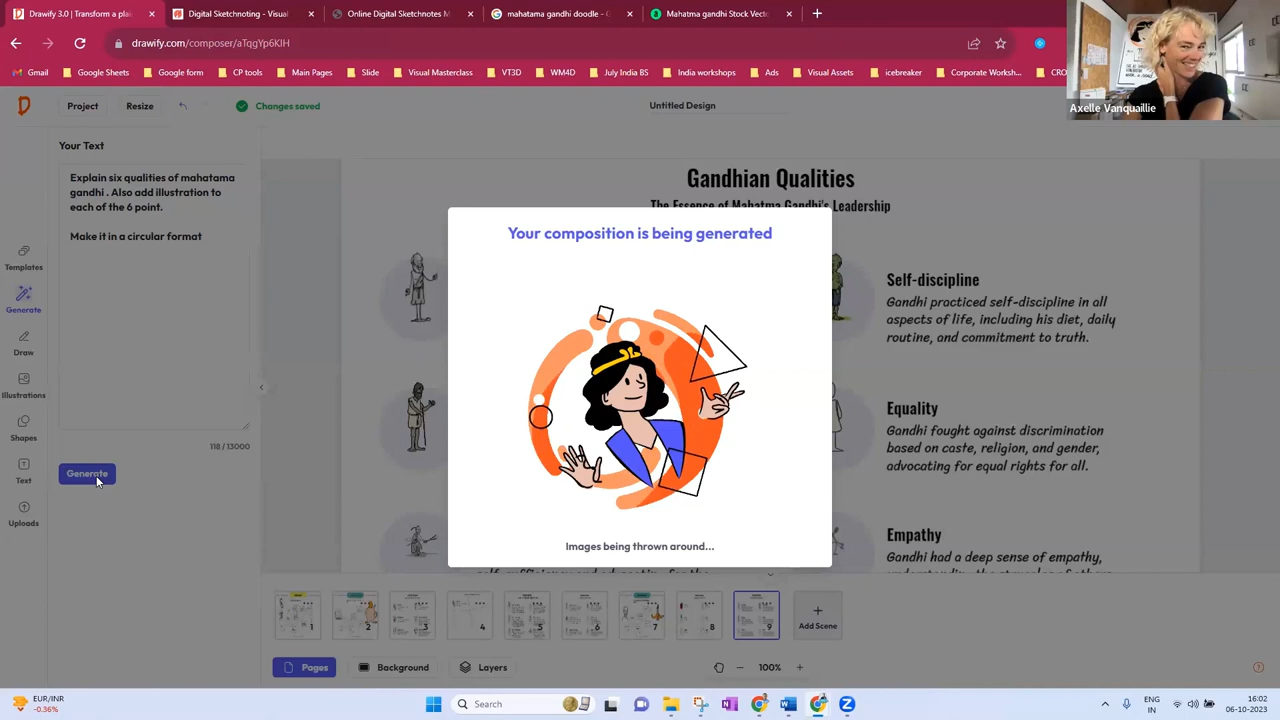 Drawify 3.0 | Transform a plai
Digital Sketchnoting - Visual
Online Digital Sketchnotes M
mahatama gandhi doodle - G
Mahatma gandhi Stock Vecto
drawify.com/composer/aTqgYp6KlH
Gmail
Google Sheets
Google form
CP tools
Main Pages
Slide
Visual Masterclass
VT3D
WM4D
July India BS
India workshops
Ads
Visual Assets
icebreaker
Corporate Worksh...
CRO
Axelle Vanquaillie
Project
Resize
Changes saved
Untitled Design
Your Text
Explain six qualities of mahatama
gandhi . Also add illustration to
each of the 6 point.
Make it in a circular format
118 / 13000
Generate
Templates
Generate
Draw
Illustrations
Shapes
Text
Uploads
Gandhian Qualities
The Essence of Mahatma Gandhi's Leadership
Self-discipline
Gandhi practiced self-discipline in all
aspects of life, including his diet, daily
routine, and commitment to truth.
Equality
Gandhi fought against discrimination
based on caste, religion, and gender,
advocating for equal rights for all.
Empathy
Gandhi had a deep sense of empathy,
Your composition is being generated
Images being thrown around...
1
2
3
4
5
6
7
8
9
+
Add Scene
Pages
Background
Layers
100%
EUR/INR
-0.36%
Search
ENG
IN
16:02
06-10-2023